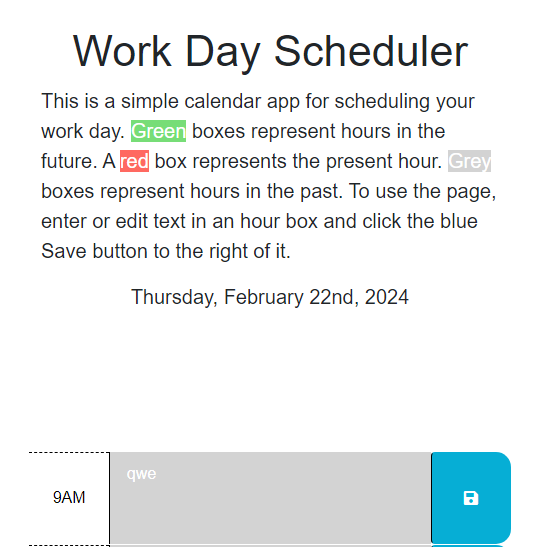 Work Day Scheduler
This is a simple calendar app for scheduling your
work day. Green boxes represent hours in the
future. A red box represents the present hour. Grey
boxes represent hours in the past. To use the page,
enter or edit text in an hour box and click the blue
Save button to the right of it.
Thursday, February 22nd, 2024
qwe
9AM